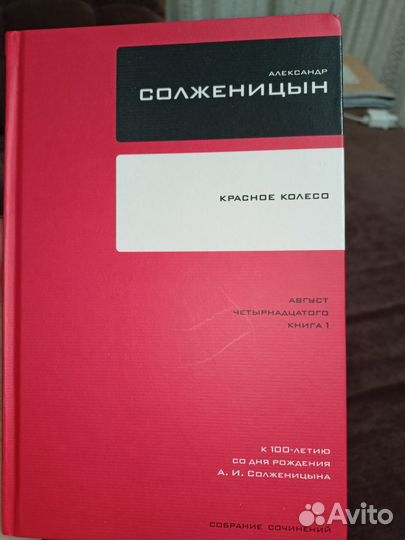 АЛЕКСАНДР
СОЛЖЕНИЦЫН
КРАСНОЕ КОЛЕСО
АВГУСТ
ЧЕТЫРНАДЦАТОГО
КНИГА 1
К 100-ЛЕТИЮ
СО ДНЯ РОЖДЕНИЯ
А. И. СОЛЖЕНИЦЫНА
СОБРАНИЕ СОЧИНЕНИЙ
Avito